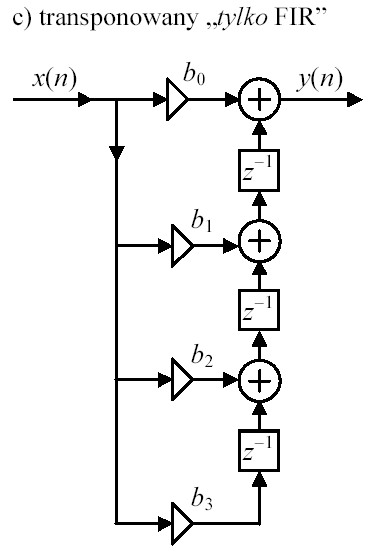 c) transponowany „tylko FIR”
x(n) b₀ + y(n)
z⁻¹
b₁ +
z⁻¹
b₂ +
z⁻¹
b₃